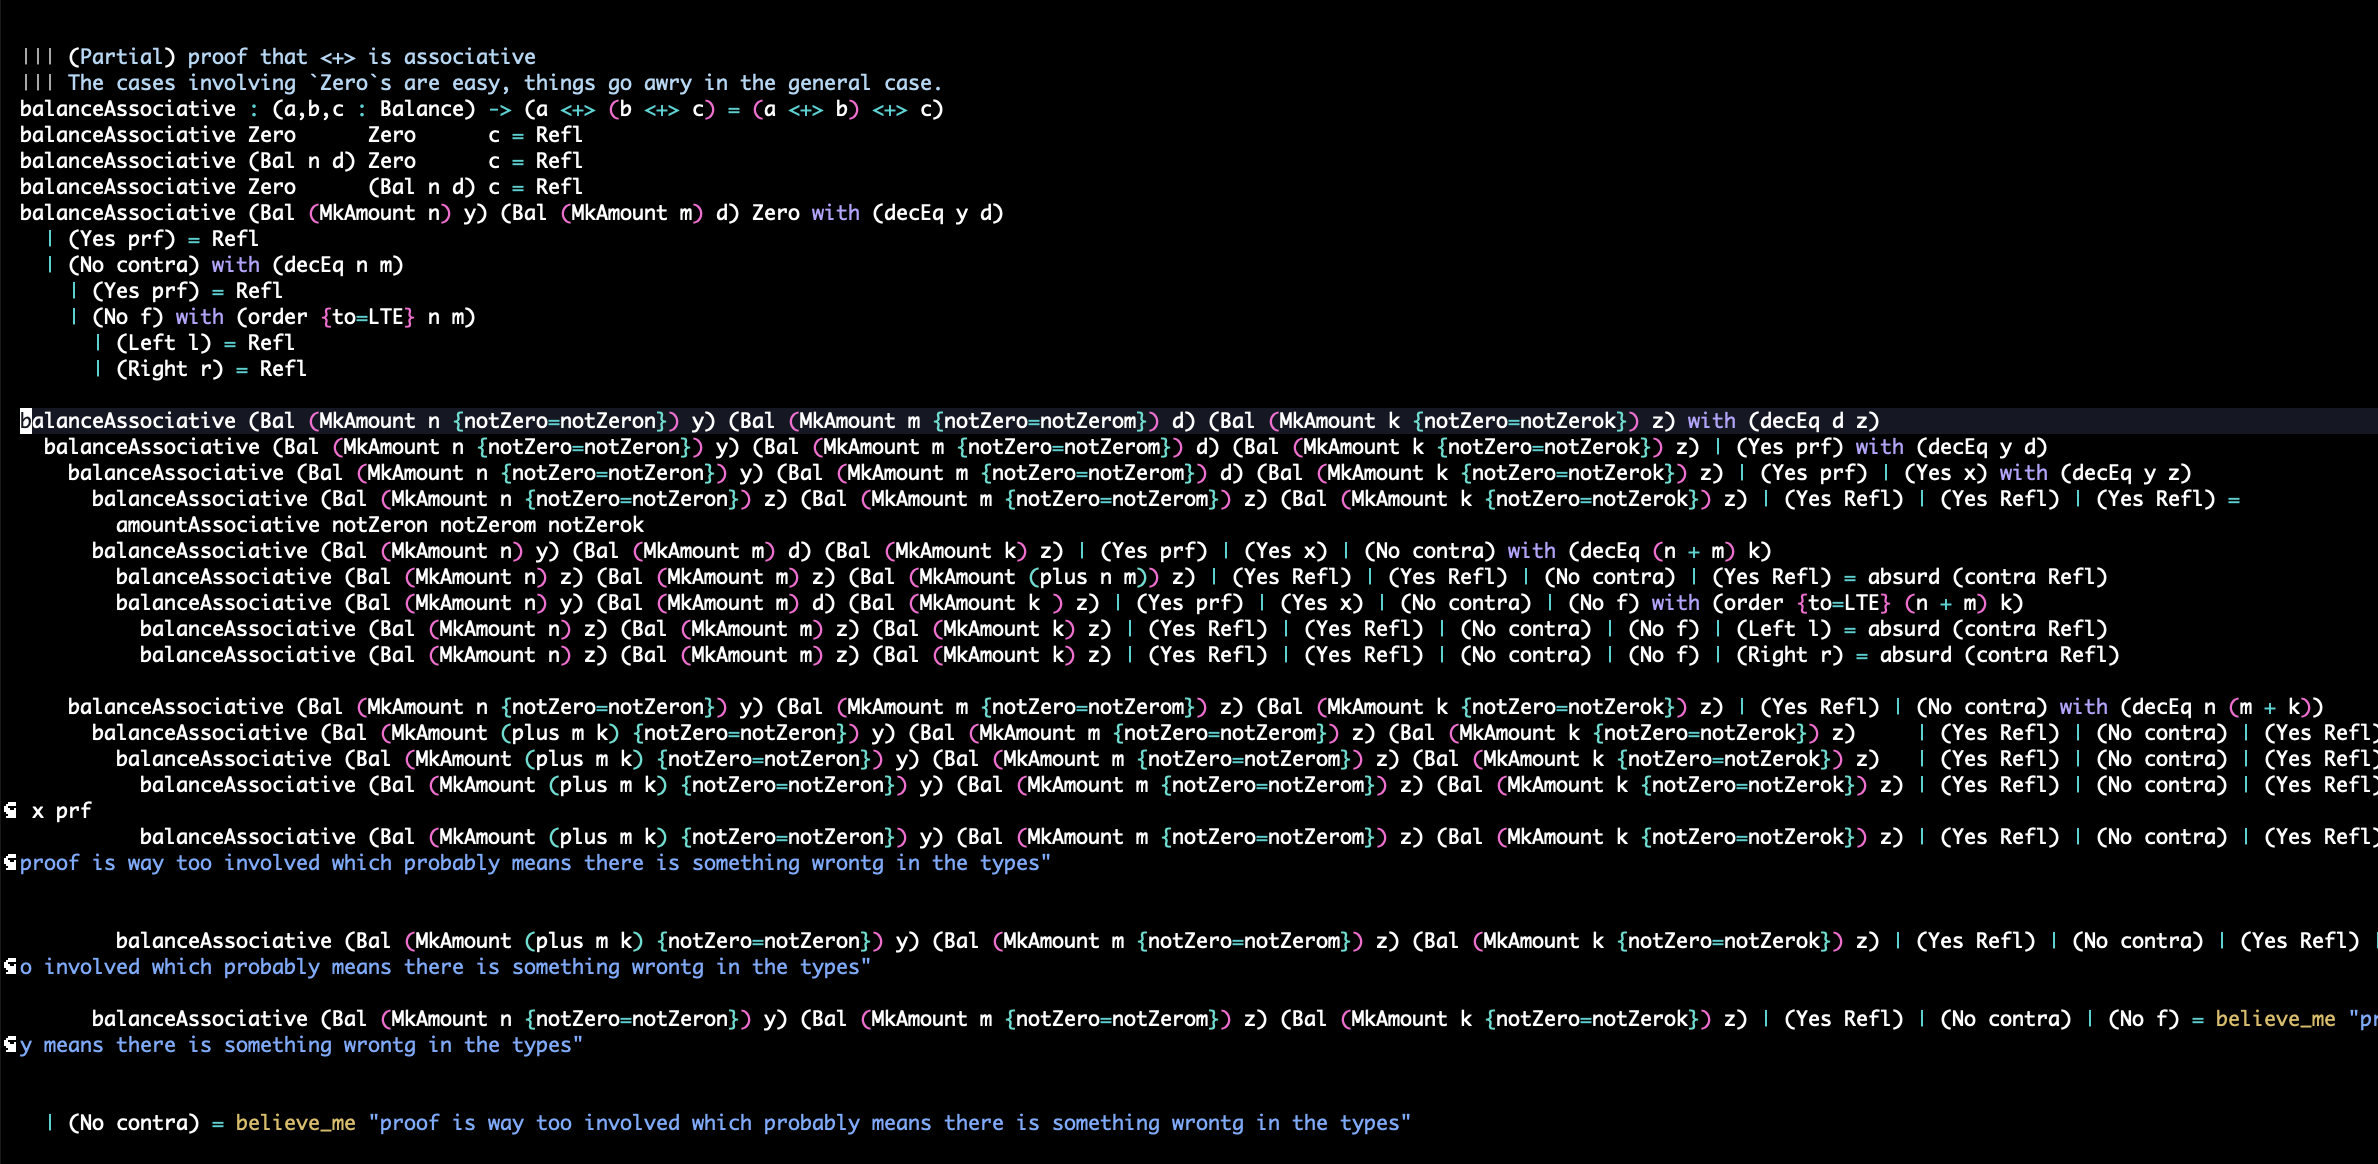 ||| (Partial) proof that <+> is associative
||| The cases involving `Zero`s are easy, things go awry in the general case.
balanceAssociative : (a,b,c : Balance) -> (a <+> (b <+> c) = (a <+> b) <+> c)
balanceAssociative Zero      Zero      c = Refl
balanceAssociative (Bal n d) Zero      c = Refl
balanceAssociative Zero      (Bal n d) c = Refl
balanceAssociative (Bal (MkAmount n) y) (Bal (MkAmount m) d) Zero with (decEq y d)
  | (Yes prf) = Refl
  | (No contra) with (decEq n m)
    | (Yes prf) = Refl
    | (No f) with (order {to=LTE} n m)
      | (Left l) = Refl
      | (Right r) = Refl
balanceAssociative (Bal (MkAmount n {notZero=notZeron}) y) (Bal (MkAmount m {notZero=notZerom}) d) (Bal (MkAmount k {notZero=notZerok}) z) with (decEq d z)
  balanceAssociative (Bal (MkAmount n {notZero=notZeron}) y) (Bal (MkAmount m {notZero=notZerom}) d) (Bal (MkAmount k {notZero=notZerok}) z) | (Yes prf) with (decEq y d)
    balanceAssociative (Bal (MkAmount n {notZero=notZeron}) y) (Bal (MkAmount m {notZero=notZerom}) d) (Bal (MkAmount k {notZero=notZerok}) z) | (Yes prf) | (Yes x) with (decEq y z)
      balanceAssociative (Bal (MkAmount n {notZero=notZeron}) z) (Bal (MkAmount m {notZero=notZerom}) z) (Bal (MkAmount k {notZero=notZerok}) z) | (Yes Refl) | (Yes Refl) | (Yes Refl) =
        amountAssociative notZeron notZerom notZerok
      balanceAssociative (Bal (MkAmount n) y) (Bal (MkAmount m) d) (Bal (MkAmount k) z) | (Yes prf) | (Yes x) | (No contra) with (decEq (n + m) k)
        balanceAssociative (Bal (MkAmount n) z) (Bal (MkAmount m) z) (Bal (MkAmount (plus n m)) z) | (Yes Refl) | (Yes Refl) | (No contra) | (Yes Refl) = absurd (contra Refl)
        balanceAssociative (Bal (MkAmount n) y) (Bal (MkAmount m) d) (Bal (MkAmount k ) z) | (Yes prf) | (Yes x) | (No contra) | (No f) with (order {to=LTE} (n + m) k)
          balanceAssociative (Bal (MkAmount n) z) (Bal (MkAmount m) z) (Bal (MkAmount k) z) | (Yes Refl) | (Yes Refl) | (No contra) | (No f) | (Left l) = absurd (contra Refl)
          balanceAssociative (Bal (MkAmount n) z) (Bal (MkAmount m) z) (Bal (MkAmount k) z) | (Yes Refl) | (Yes Refl) | (No contra) | (No f) | (Right r) = absurd (contra Refl)
    balanceAssociative (Bal (MkAmount n {notZero=notZeron}) y) (Bal (MkAmount m {notZero=notZerom}) z) (Bal (MkAmount k {notZero=notZerok}) z) | (Yes Refl) | (No contra) with (decEq n (m + k))
      balanceAssociative (Bal (MkAmount (plus m k) {notZero=notZeron}) y) (Bal (MkAmount m {notZero=notZerom}) z) (Bal (MkAmount k {notZero=notZerok}) z)     | (Yes Refl) | (No contra) | (Yes Refl)
        balanceAssociative (Bal (MkAmount (plus m k) {notZero=notZeron}) y) (Bal (MkAmount m {notZero=notZerom}) z) (Bal (MkAmount k {notZero=notZerok}) z)   | (Yes Refl) | (No contra) | (Yes Refl)
          balanceAssociative (Bal (MkAmount (plus m k) {notZero=notZeron}) y) (Bal (MkAmount m {notZero=notZerom}) z) (Bal (MkAmount k {notZero=notZerok}) z) | (Yes Refl) | (No contra) | (Yes Refl)
 x prf
          balanceAssociative (Bal (MkAmount (plus m k) {notZero=notZeron}) y) (Bal (MkAmount m {notZero=notZerom}) z) (Bal (MkAmount k {notZero=notZerok}) z) | (Yes Refl) | (No contra) | (Yes Refl)
proof is way too involved which probably means there is something wrontg in the types"
        balanceAssociative (Bal (MkAmount (plus m k) {notZero=notZeron}) y) (Bal (MkAmount m {notZero=notZerom}) z) (Bal (MkAmount k {notZero=notZerok}) z) | (Yes Refl) | (No contra) | (Yes Refl) |
o involved which probably means there is something wrontg in the types"
      balanceAssociative (Bal (MkAmount n {notZero=notZeron}) y) (Bal (MkAmount m {notZero=notZerom}) z) (Bal (MkAmount k {notZero=notZerok}) z) | (Yes Refl) | (No contra) | (No f) = believe_me "pr
y means there is something wrontg in the types"
  | (No contra) = believe_me "proof is way too involved which probably means there is something wrontg in the types"